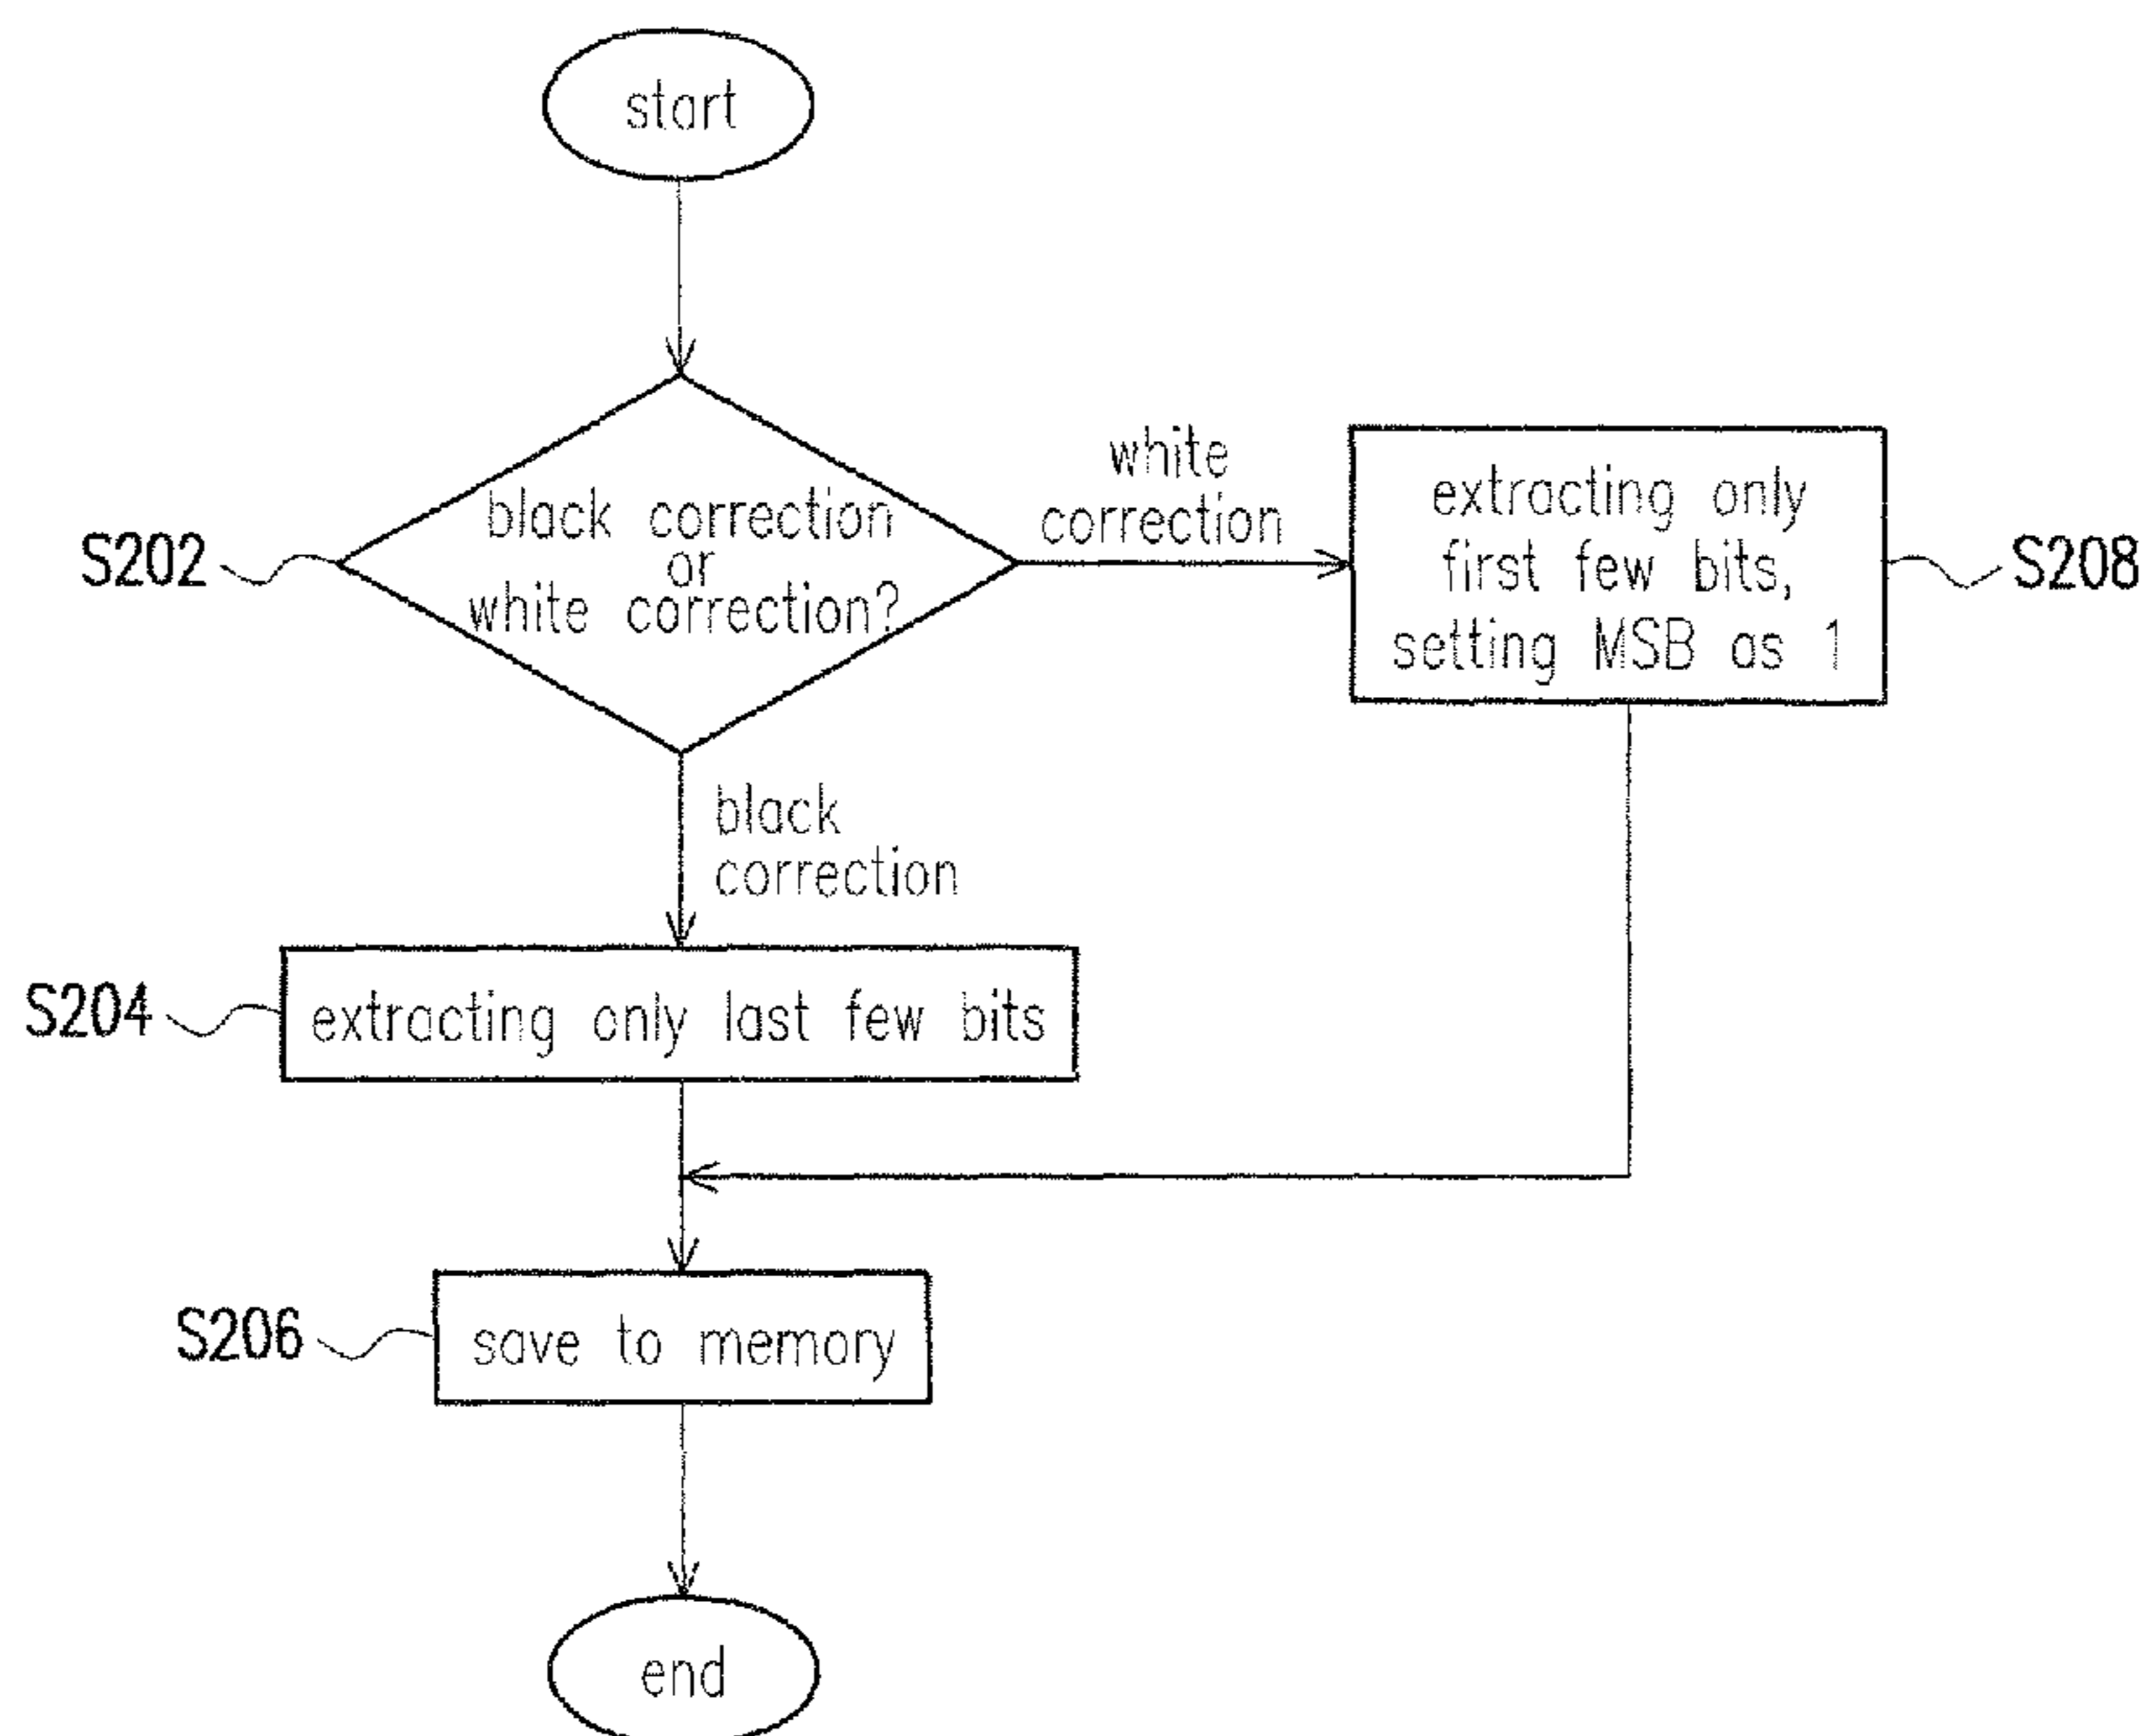 start
black correction
or
white correction?
S202
white
correction
extracting only
first few bits,
setting MSB as 1
S208
black
correction
S204
extracting only last few bits
S206
save to memory
end